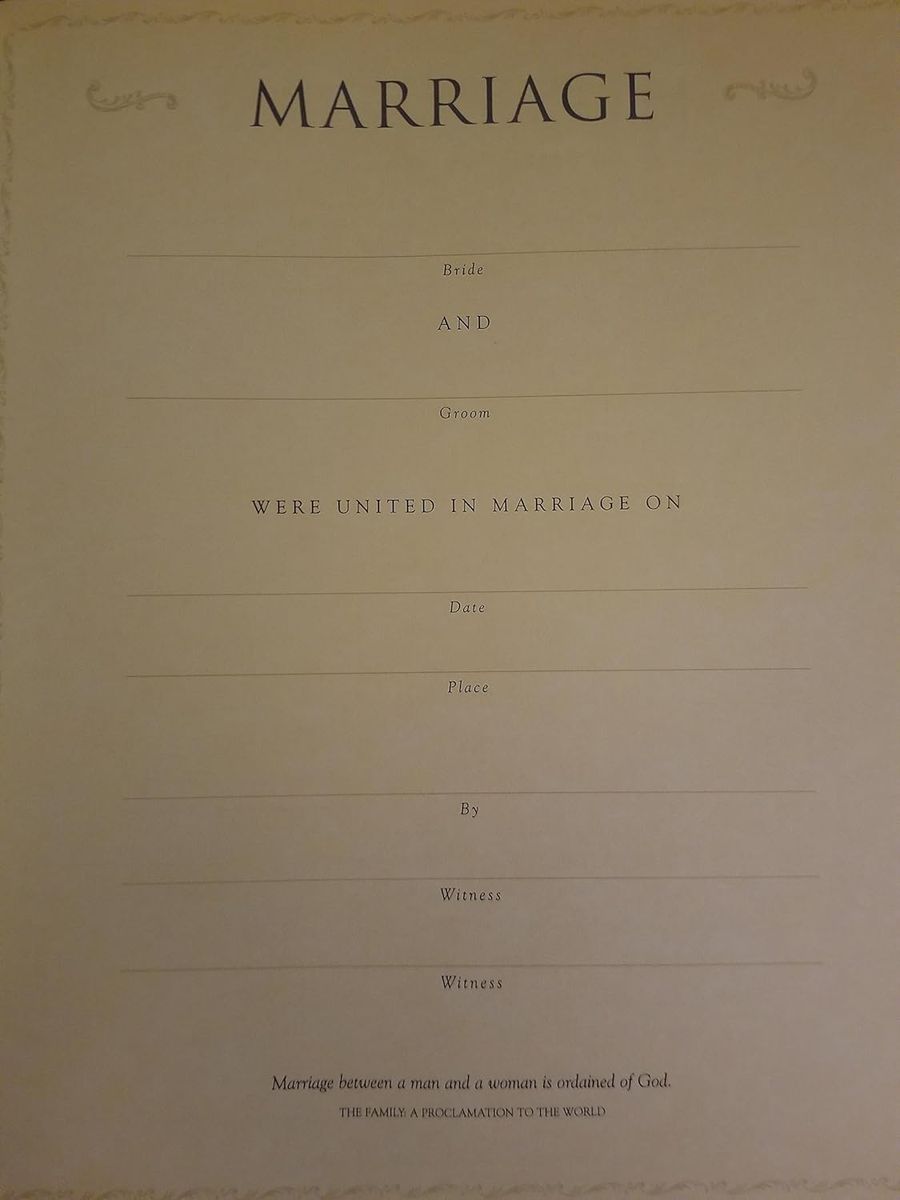 MARRIAGE
Bride
AND
Groom
WERE UNITED IN MARRIAGE ON
Date
Place
By
Witness
Witness
Marriage between a man and a woman is ordained of God.
THE FAMILY: A PROCLAMATION TO THE WORLD